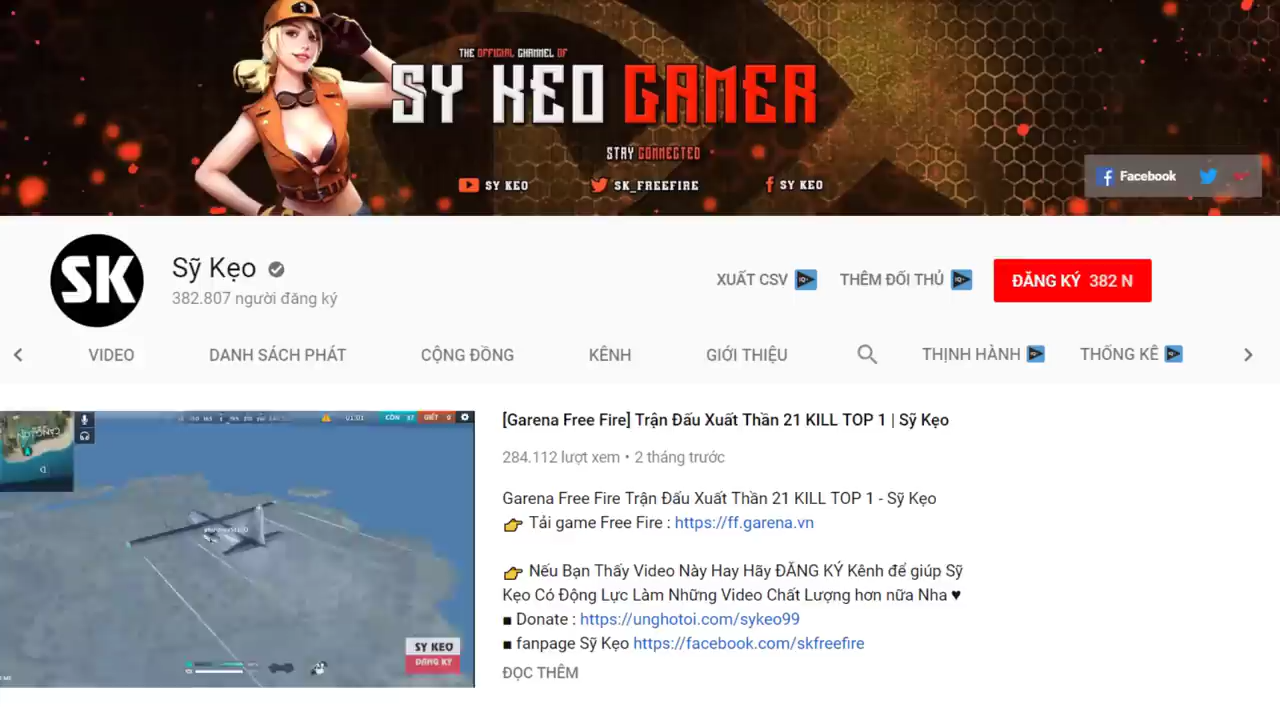 THE OFFICIAL CHANNEL OF
SY KEO GAMER
STAY CONNECTED
SY KEO SK_FREEFIRE SY KEO
Facebook
SK
Sỹ Kẹo
382.807 người đăng ký
XUẤT CSV THÊM ĐỐI THỦ ĐĂNG KÝ 382 N
VIDEO DANH SÁCH PHÁT CỘNG ĐỒNG KÊNH GIỚI THIỆU THỊNH HÀNH THỐNG KÊ
CÒN 37 GIẾT 0
[Garena Free Fire] Trận Đấu Xuất Thần 21 KILL TOP 1 | Sỹ Kẹo
284.112 lượt xem • 2 tháng trước
Garena Free Fire Trận Đấu Xuất Thần 21 KILL TOP 1 - Sỹ Kẹo
👉 Tải game Free Fire : https://ff.garena.vn
👉 Nếu Bạn Thấy Video Này Hay Hãy ĐĂNG KÝ Kênh để giúp Sỹ
Kẹo Có Động Lực Làm Những Video Chất Lượng hơn nữa Nha ♥
■ Donate : https://unghotoi.com/sykeo99
■ fanpage Sỹ Kẹo https://facebook.com/skfreefire
ĐỌC THÊM
SY KEO
ĐĂNG KÝ